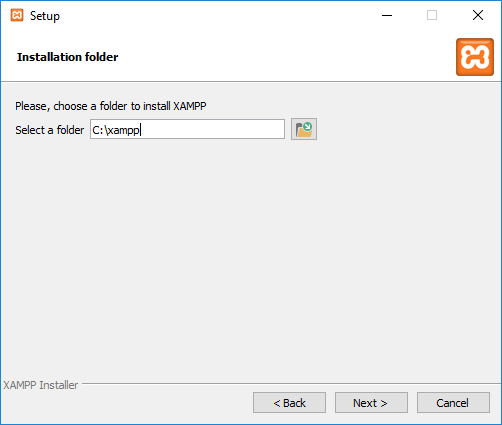 Setup
Installation folder
Please, choose a folder to install XAMPP
Select a folder C:\xampp
XAMPP Installer
< Back Next > Cancel